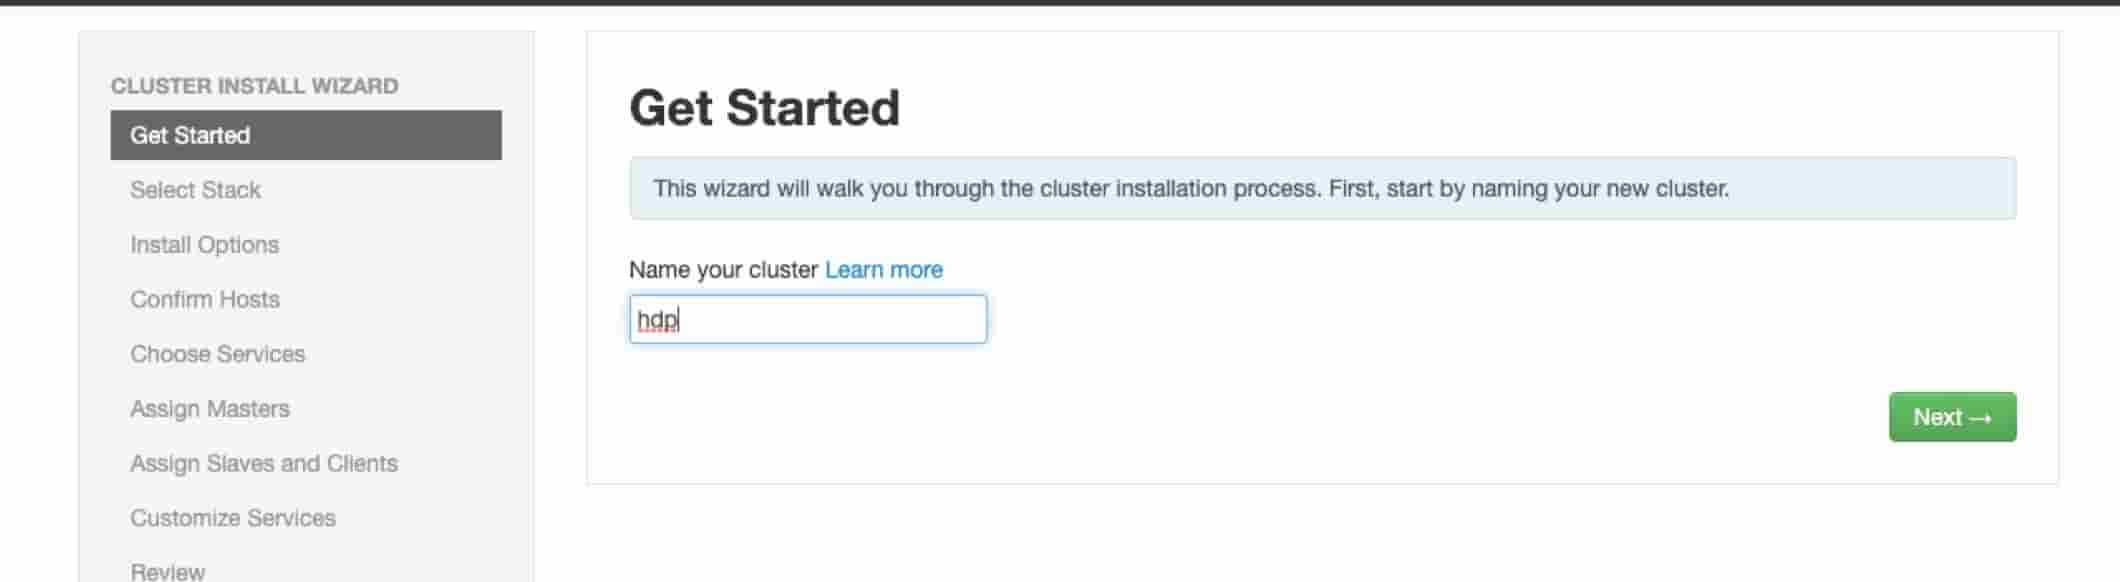 CLUSTER INSTALL WIZARD
Get Started
Select Stack
Install Options
Confirm Hosts
Choose Services
Assign Masters
Assign Slaves and Clients
Customize Services
Review
Get Started
This wizard will walk you through the cluster installation process. First, start by naming your new cluster.
Name your cluster Learn more
hdp
Next →